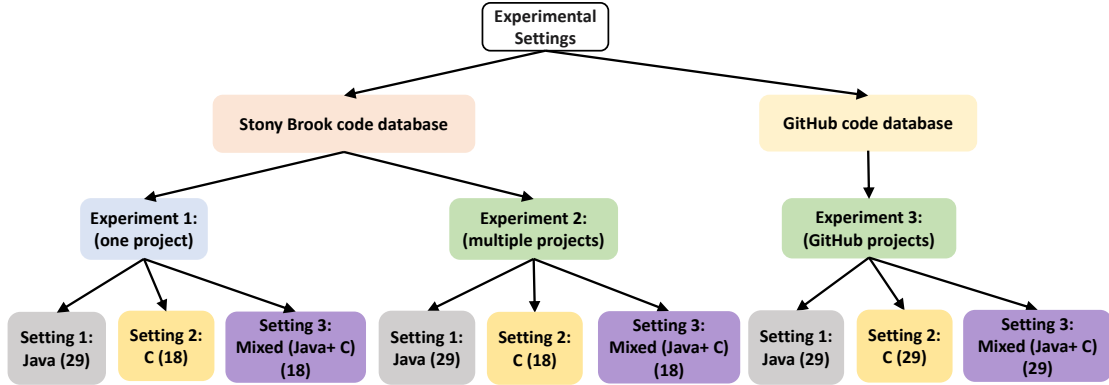 Experimental
Settings
Stony Brook code database
GitHub code database
Experiment 1:
(one project)
Experiment 2:
(multiple projects)
Experiment 3:
(GitHub projects)
Setting 1:
Java (29)
Setting 2:
C (18)
Setting 3:
Mixed (Java+ C)
(18)
Setting 1:
Java (29)
Setting 2:
C (18)
Setting 3:
Mixed (Java+ C)
(18)
Setting 1:
Java (29)
Setting 2:
C (29)
Setting 3:
Mixed (Java+ C)
(29)